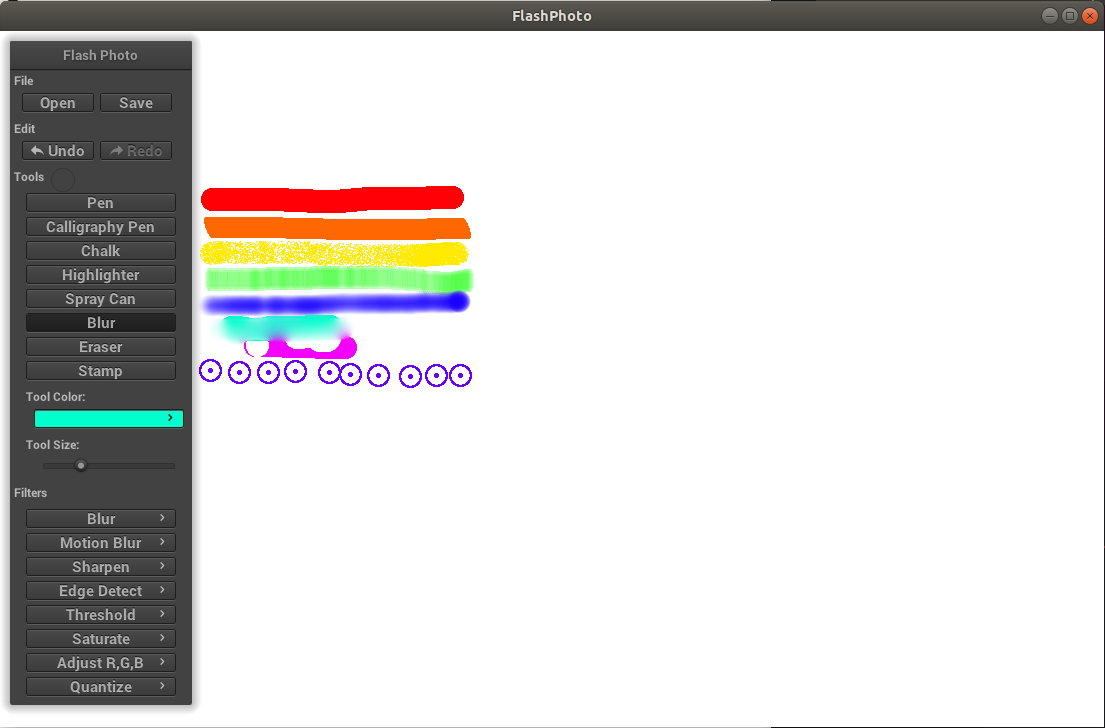 FlashPhoto
Flash Photo
File
Open Save
Edit
Undo Redo
Tools
Pen
Calligraphy Pen
Chalk
Highlighter
Spray Can
Blur
Eraser
Stamp
Tool Color:
Tool Size:
Filters
Blur
Motion Blur
Sharpen
Edge Detect
Threshold
Saturate
Adjust R,G,B
Quantize